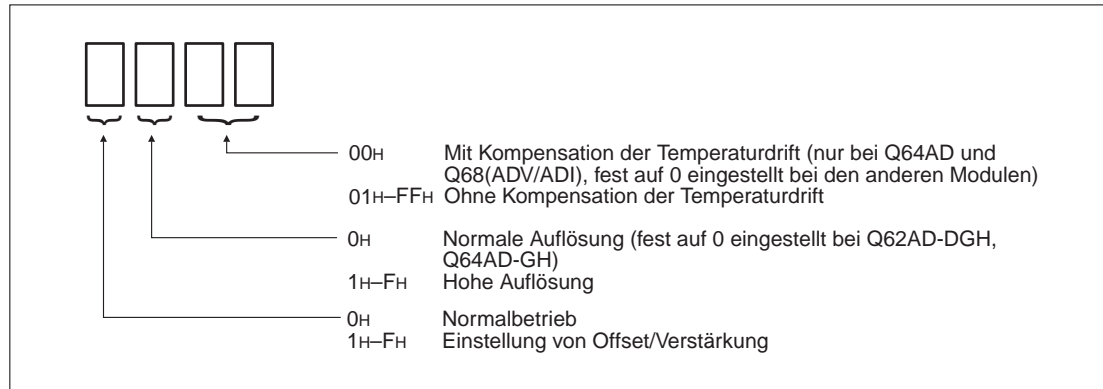 00H Mit Kompensation der Temperaturdrift (nur bei Q64AD und
Q68(ADV/ADI), fest auf 0 eingestellt bei den anderen Modulen)
01H–FFH Ohne Kompensation der Temperaturdrift
0H Normale Auflösung (fest auf 0 eingestellt bei Q62AD-DGH,
Q64AD-GH)
1H–FH Hohe Auflösung
0H Normalbetrieb
1H–FH Einstellung von Offset/Verstärkung